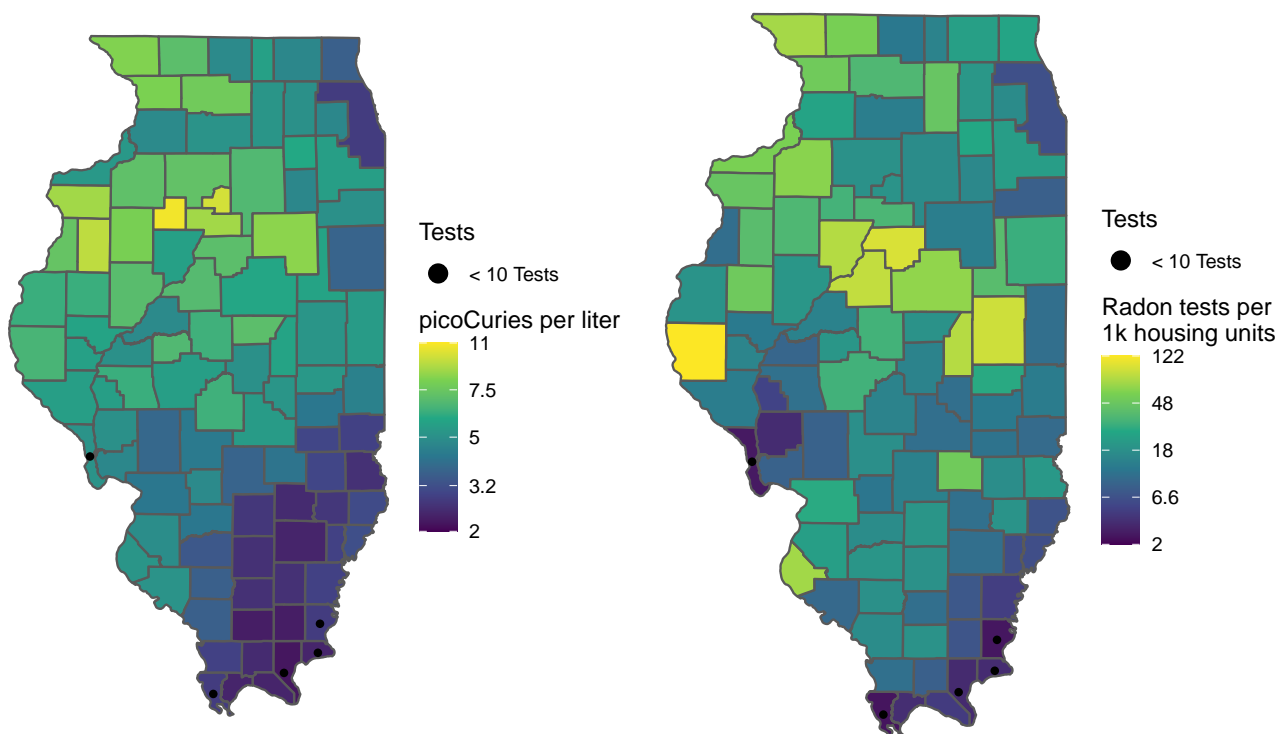 Tests
< 10 Tests
picoCuries per liter
11
7.5
5
3.2
2
Tests
< 10 Tests
Radon tests per
1k housing units
122
48
18
6.6
2